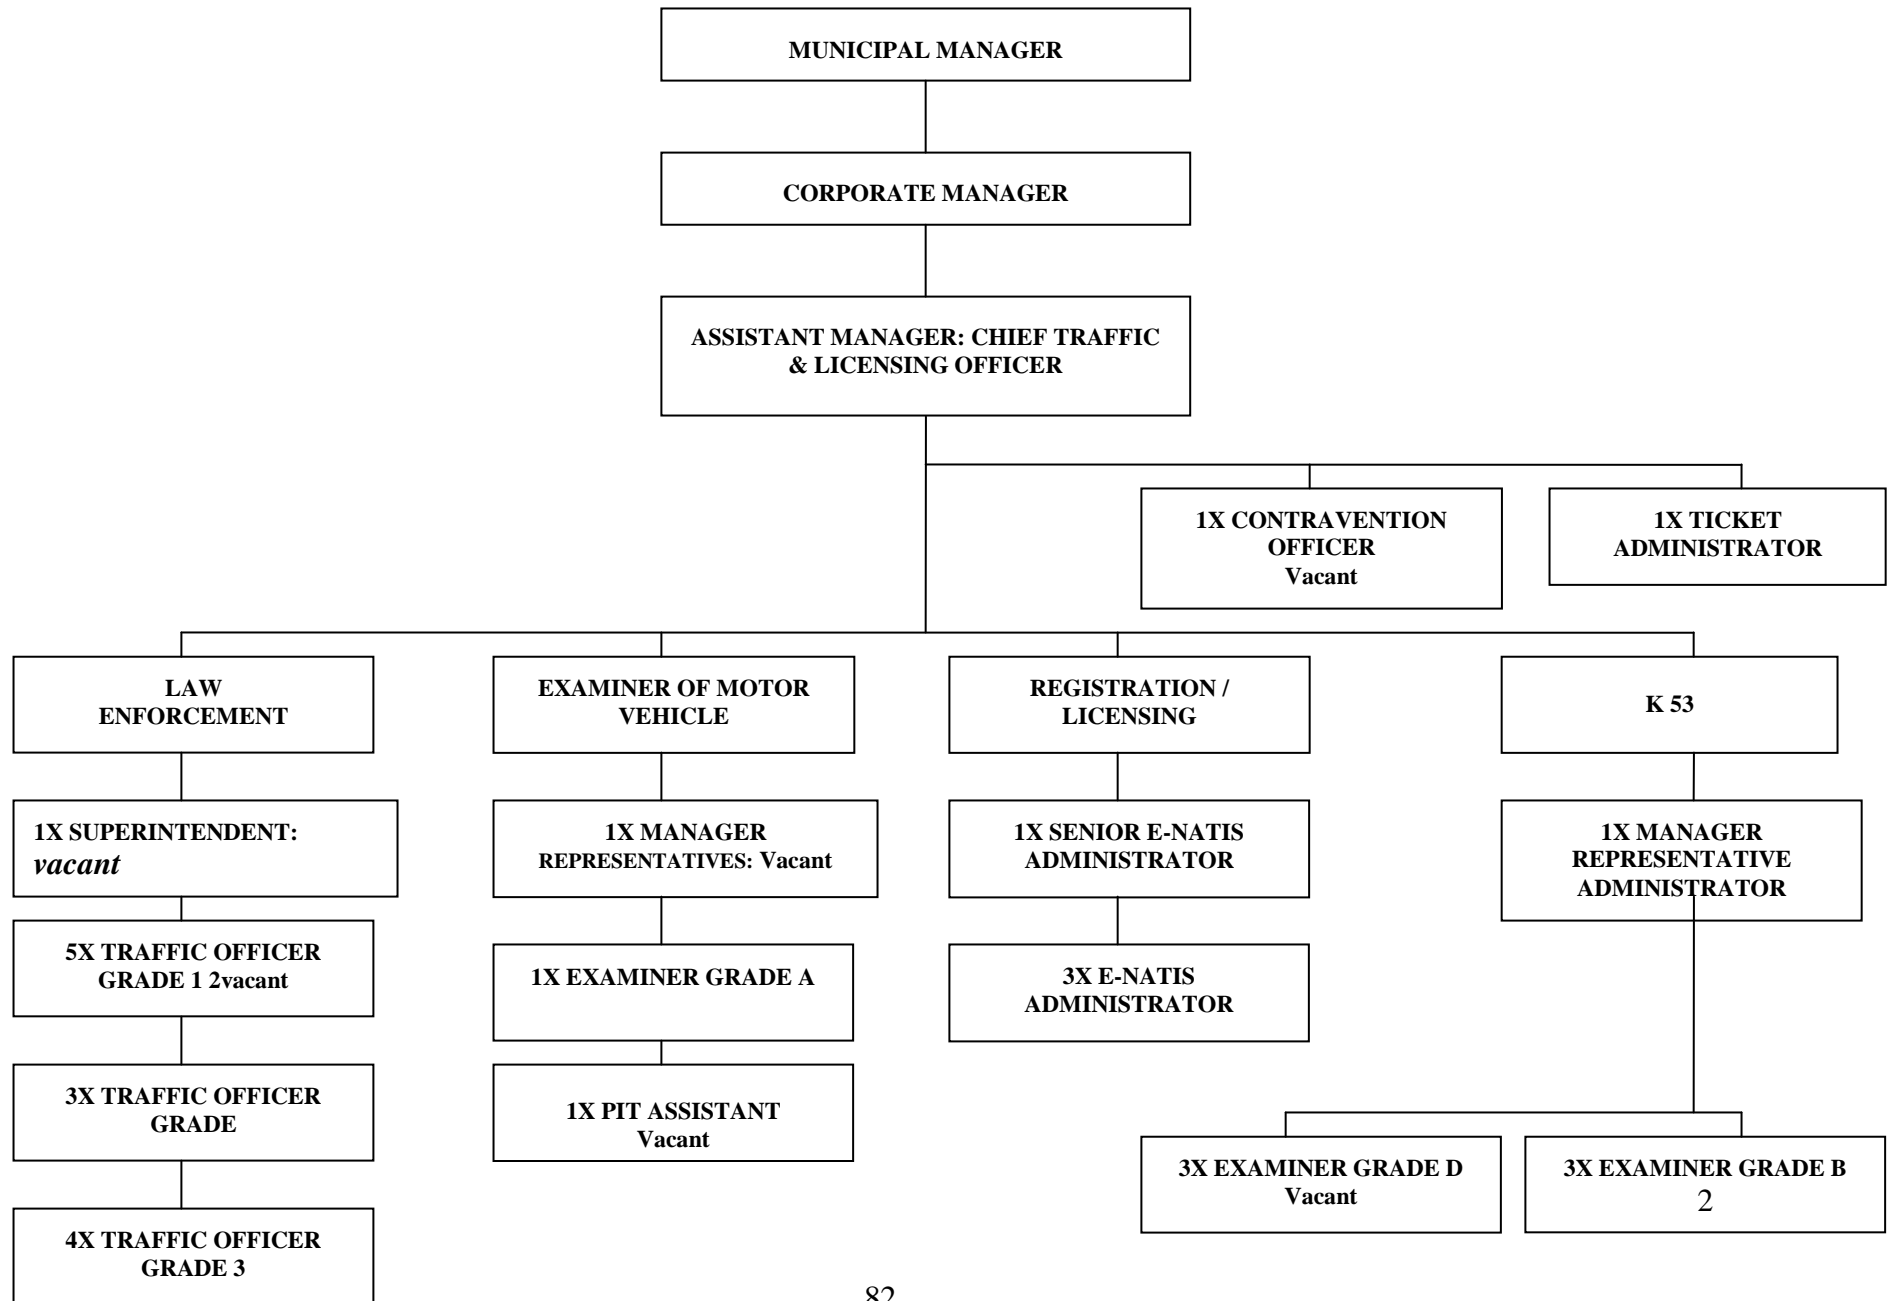 MUNICIPAL MANAGER
CORPORATE MANAGER
ASSISTANT MANAGER: CHIEF TRAFFIC
& LICENSING OFFICER
1X CONTRAVENTION
OFFICER
Vacant
1X TICKET
ADMINISTRATOR
LAW
ENFORCEMENT
1X SUPERINTENDENT:
vacant
5X TRAFFIC OFFICER
GRADE 1 2vacant
3X TRAFFIC OFFICER
GRADE
4X TRAFFIC OFFICER
GRADE 3
EXAMINER OF MOTOR
VEHICLE
1X MANAGER
REPRESENTATIVES: Vacant
1X EXAMINER GRADE A
1X PIT ASSISTANT
Vacant
REGISTRATION /
LICENSING
1X SENIOR E-NATIS
ADMINISTRATOR
3X E-NATIS
ADMINISTRATOR
K 53
1X MANAGER
REPRESENTATIVE
ADMINISTRATOR
3X EXAMINER GRADE D
Vacant
3X EXAMINER GRADE B
2
82